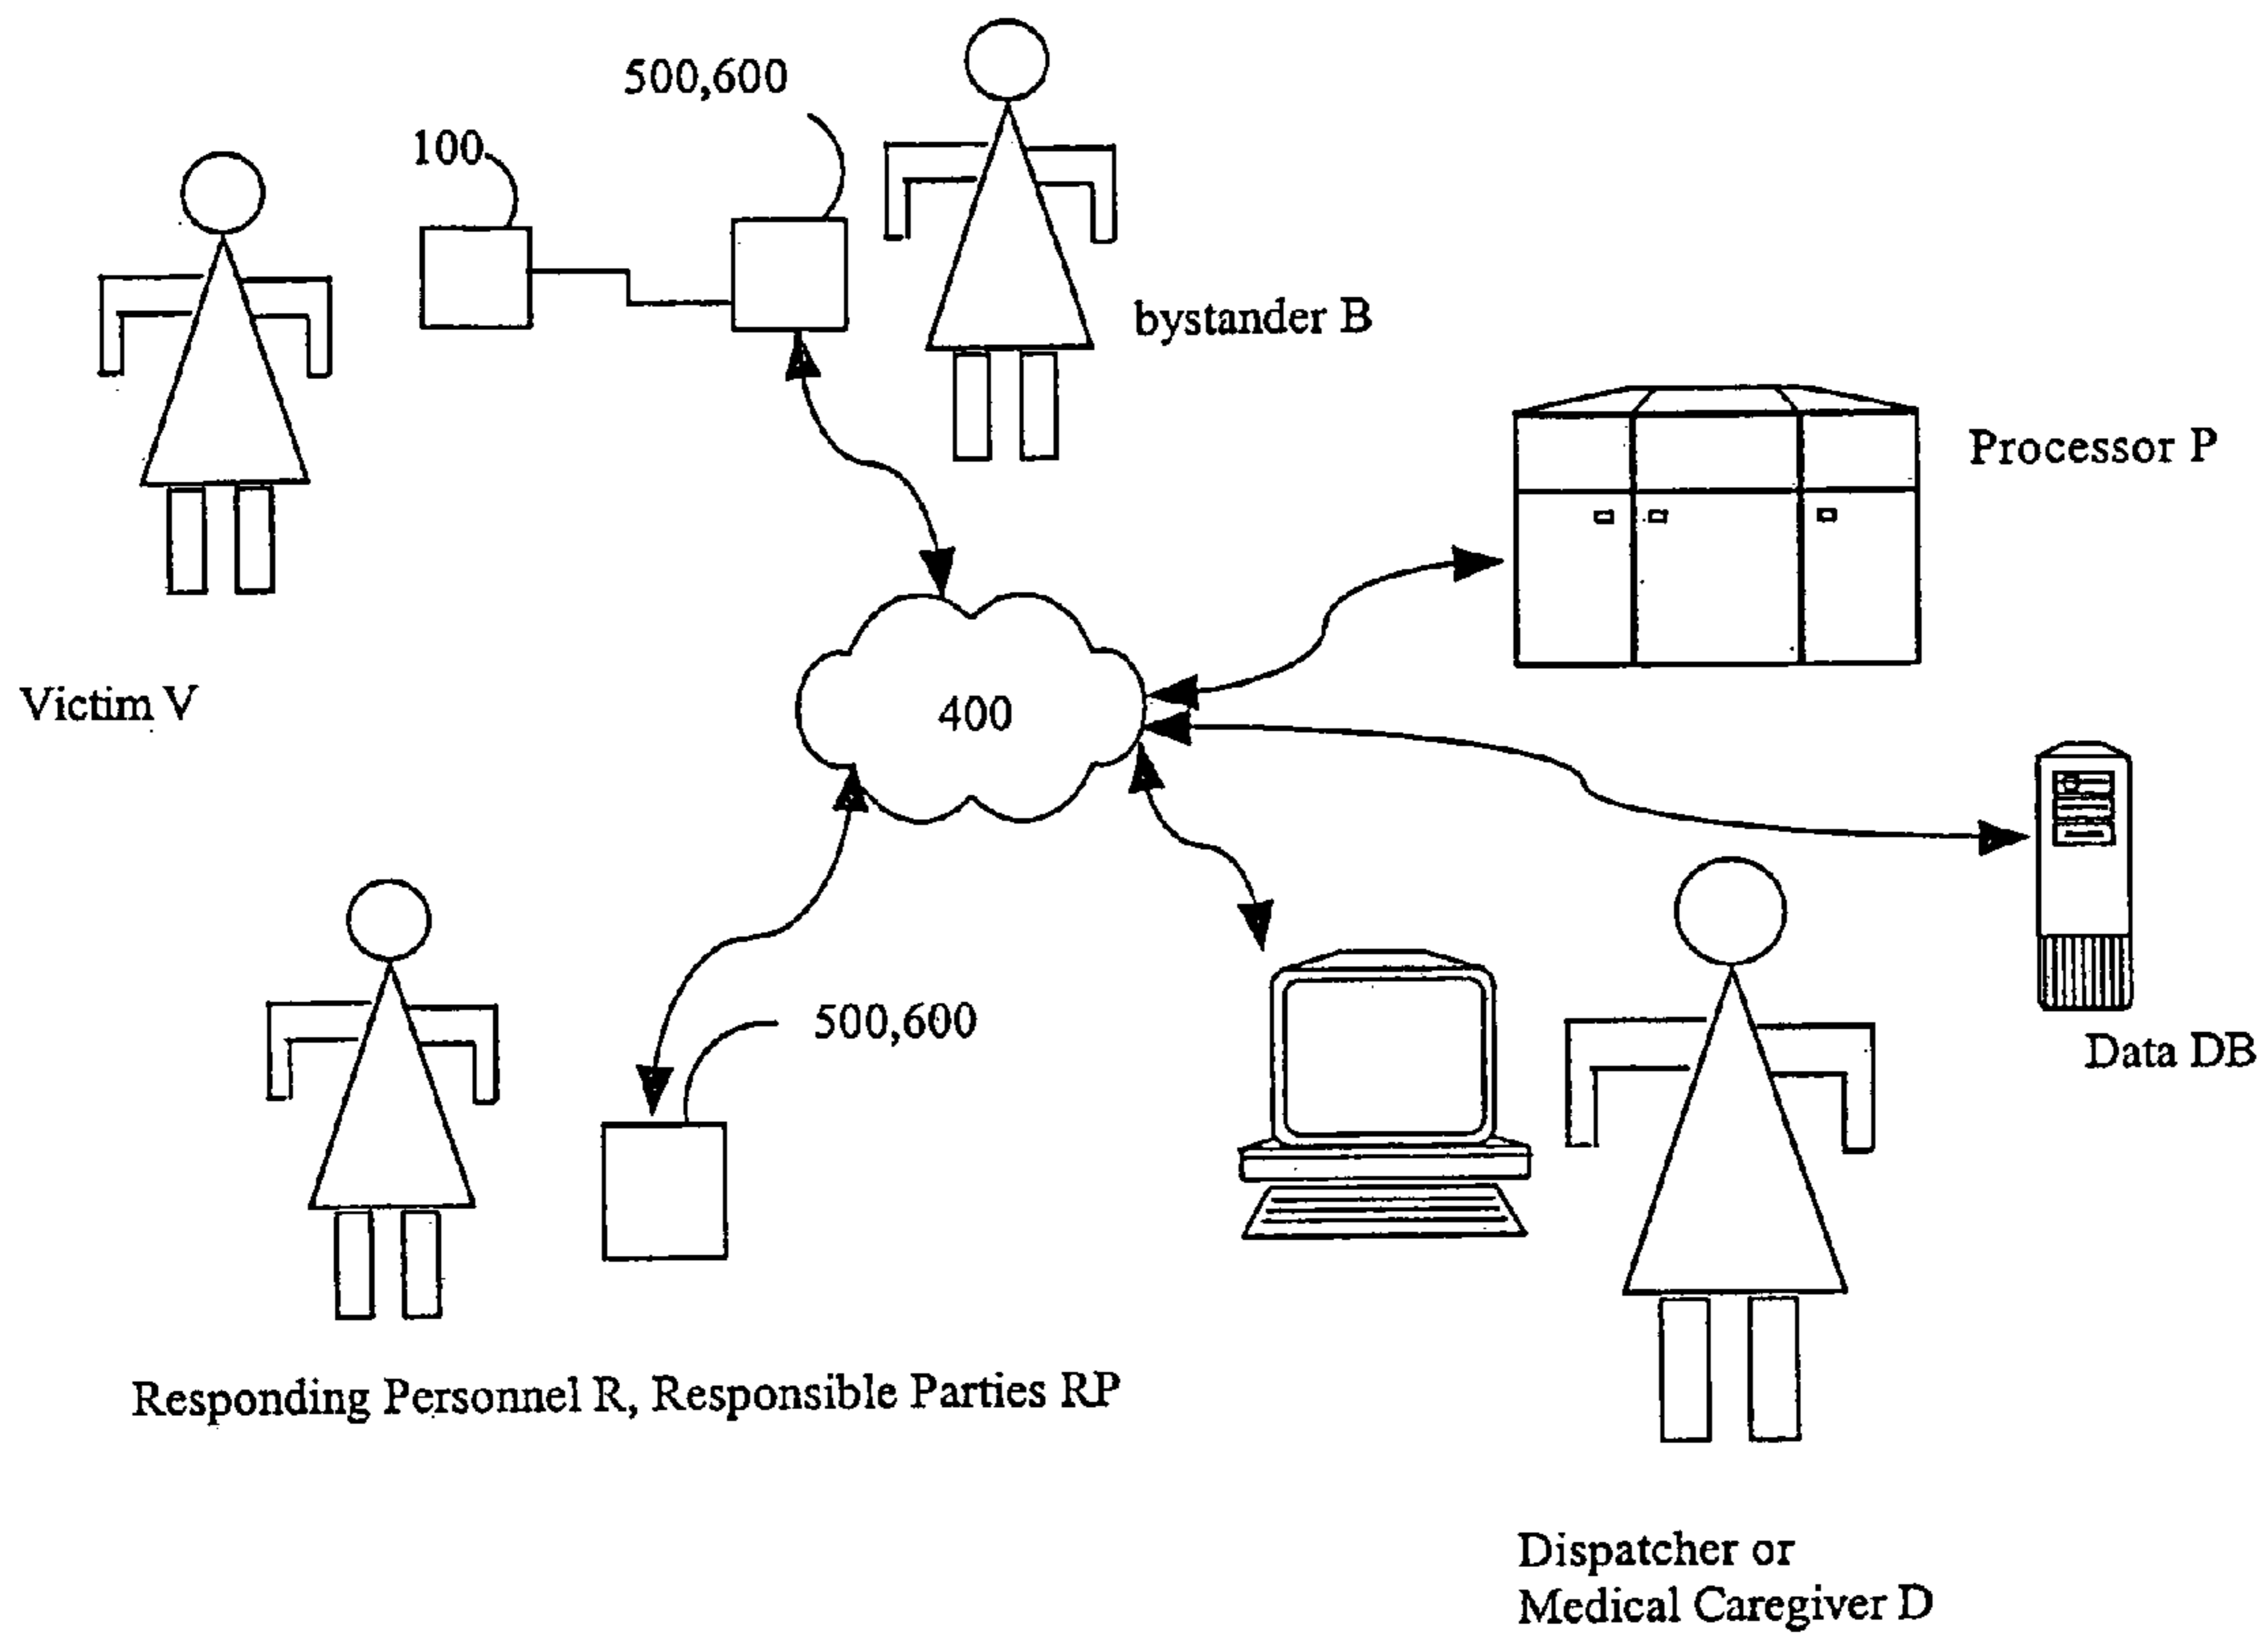 500,600
100
bystander B
Processor P
Victim V
400
500,600
Data DB
Responding Personnel R, Responsible Parties RP
Dispatcher or
Medical Caregiver D